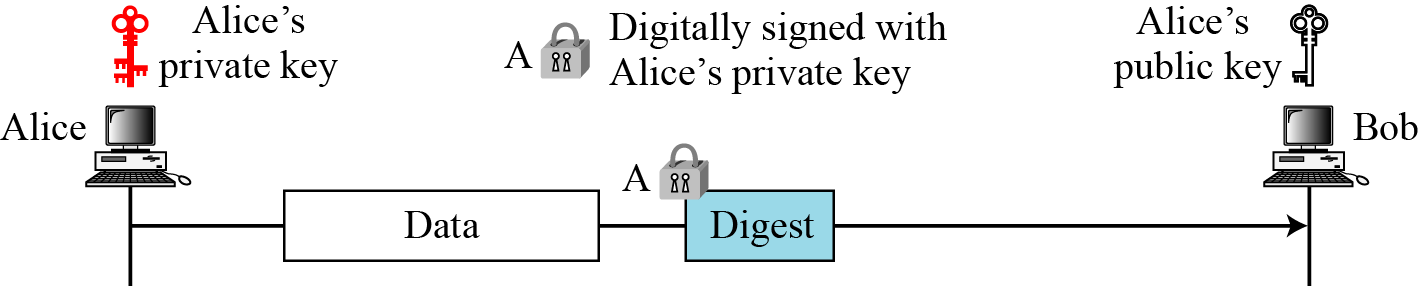 Alice’s
private key
A
Digitally signed with
Alice’s private key
Alice’s
public key
Alice
Bob
A
Data
Digest